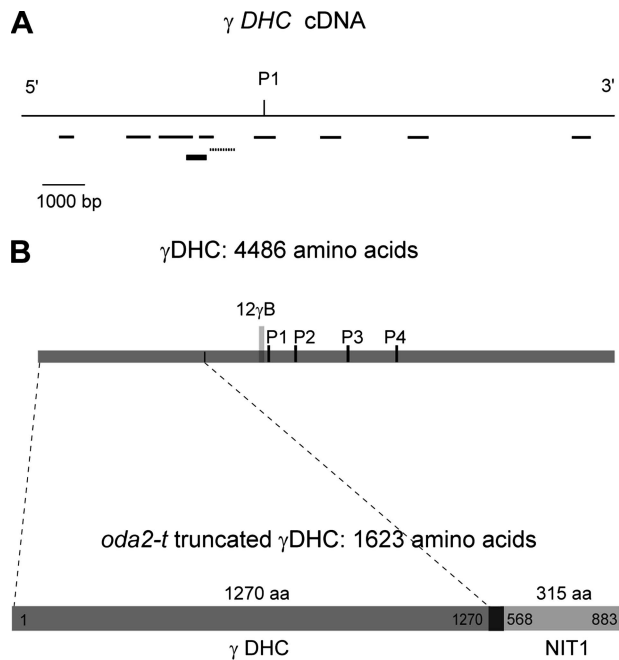 A
γ DHC cDNA
5' P1 3'
1000 bp
B
γDHC: 4486 amino acids
12γB
P1 P2 P3 P4
oda2-t truncated γDHC: 1623 amino acids
1270 aa 315 aa
1 1270 568 883
γ DHC NIT1